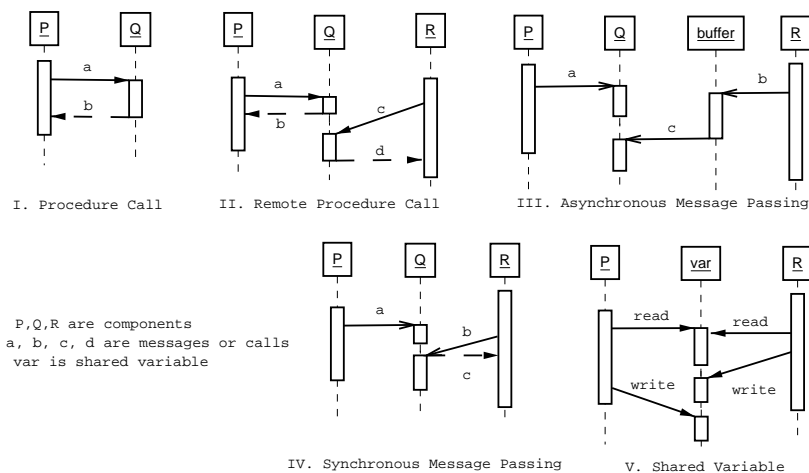 P
Q
a
b
I. Procedure Call
P
Q
R
a
b
c
d
II. Remote Procedure Call
P
Q
buffer
R
a
b
c
III. Asynchronous Message Passing
P,Q,R are components
a, b, c, d are messages or calls
var is shared variable
P
Q
R
a
b
c
IV. Synchronous Message Passing
P
var
R
read
read
write
write
V. Shared Variable